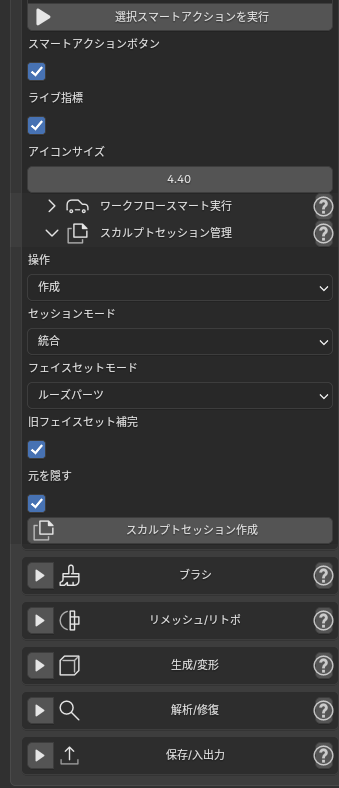 選択スマートアクションを実行
スマートアクションボタン
ライブ指標
アイコンサイズ
4.40
ワークフロースマート実行
スカルプトセッション管理
操作
作成
セッションモード
統合
フェイスセットモード
ルーズパーツ
旧フェイスセット補完
元を隠す
スカルプトセッション作成
ブラシ
リメッシュ/リトポ
生成/変形
解析/修復
保存/入出力